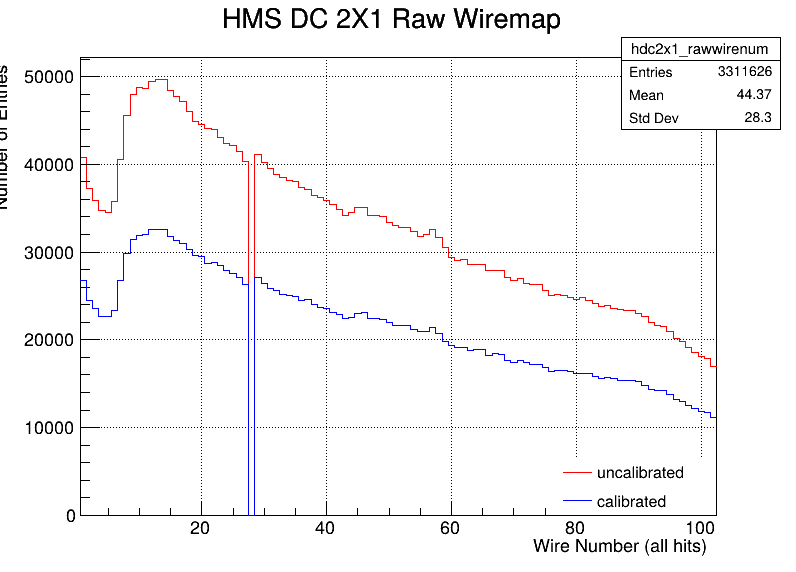 HMS DC 2X1 Raw Wiremap
hdc2x1_rawwirenum
Entries 3311626
Mean 44.37
Std Dev 28.3
Number of Entries
50000
40000
30000
20000
10000
0
uncalibrated
calibrated
20 40 60 80 100
Wire Number (all hits)